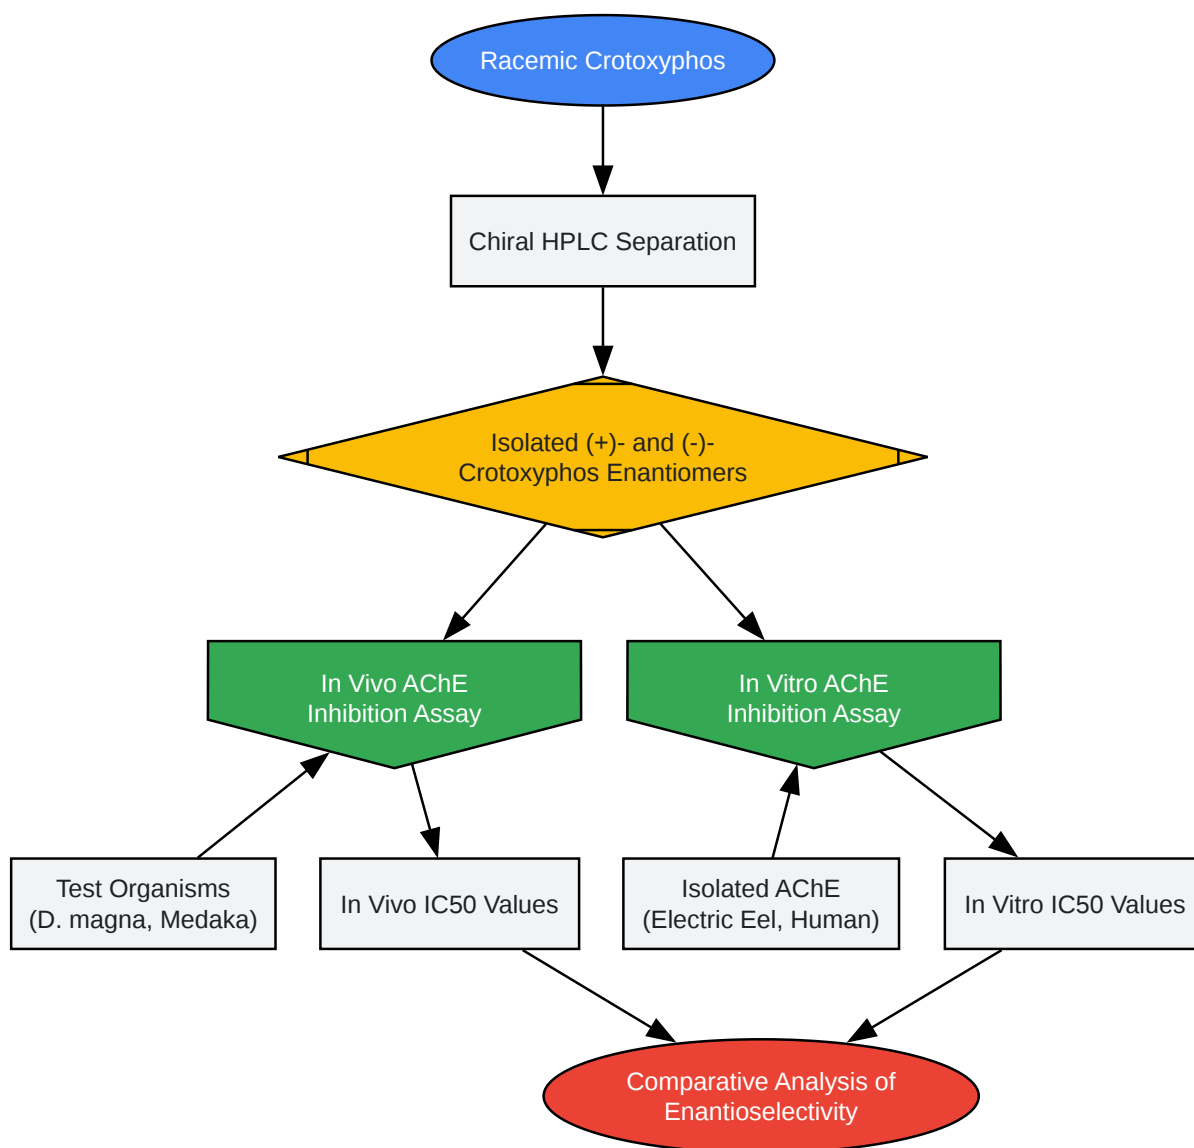 Racemic Crotoxyphos
Chiral HPLC Separation
Isolated (+)- and (-)-
Crotoxyphos Enantiomers
In Vivo AChE
Inhibition Assay
In Vitro AChE
Inhibition Assay
Test Organisms
(D. magna, Medaka)
In Vivo IC50 Values
Isolated AChE
(Electric Eel, Human)
In Vitro IC50 Values
Comparative Analysis of
Enantioselectivity